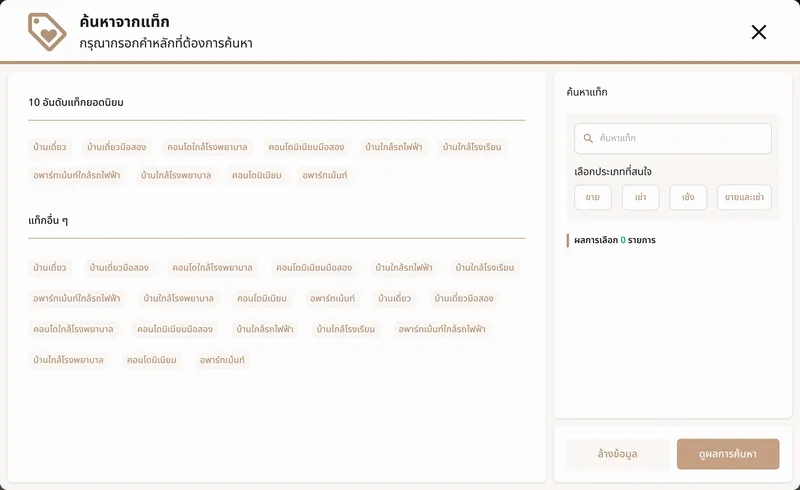 ค้นหาจากแท็ก
กรุณากรอกคำหลักที่ต้องการค้นหา
10 อันดับแท็กยอดนิยม
บ้านเดี่ยว บ้านเดี่ยวมือสอง คอนโดใกล้โรงพยาบาล คอนโดมิเนียมมือสอง บ้านใกล้รถไฟฟ้า บ้านใกล้โรงเรียน
อพาร์ทเม้นท์ใกล้รถไฟฟ้า บ้านใกล้โรงพยาบาล คอนโดมิเนียม อพาร์ทเม้นท์
แท็กอื่น ๆ
บ้านเดี่ยว บ้านเดี่ยวมือสอง คอนโดใกล้โรงพยาบาล คอนโดมิเนียมมือสอง บ้านใกล้รถไฟฟ้า บ้านใกล้โรงเรียน
อพาร์ทเม้นท์ใกล้รถไฟฟ้า บ้านใกล้โรงพยาบาล คอนโดมิเนียม อพาร์ทเม้นท์ บ้านเดี่ยว บ้านเดี่ยวมือสอง
คอนโดใกล้โรงพยาบาล คอนโดมิเนียมมือสอง บ้านใกล้รถไฟฟ้า บ้านใกล้โรงเรียน อพาร์ทเม้นท์ใกล้รถไฟฟ้า
บ้านใกล้โรงพยาบาล คอนโดมิเนียม อพาร์ทเม้นท์
ค้นหาแท็ก
ค้นหาแท็ก
เลือกประเภทที่สนใจ
ขาย เช่า เซ้ง ขายและเช่า
ผลการเลือก 0 รายการ
ล้างข้อมูล ดูผลการค้นหา